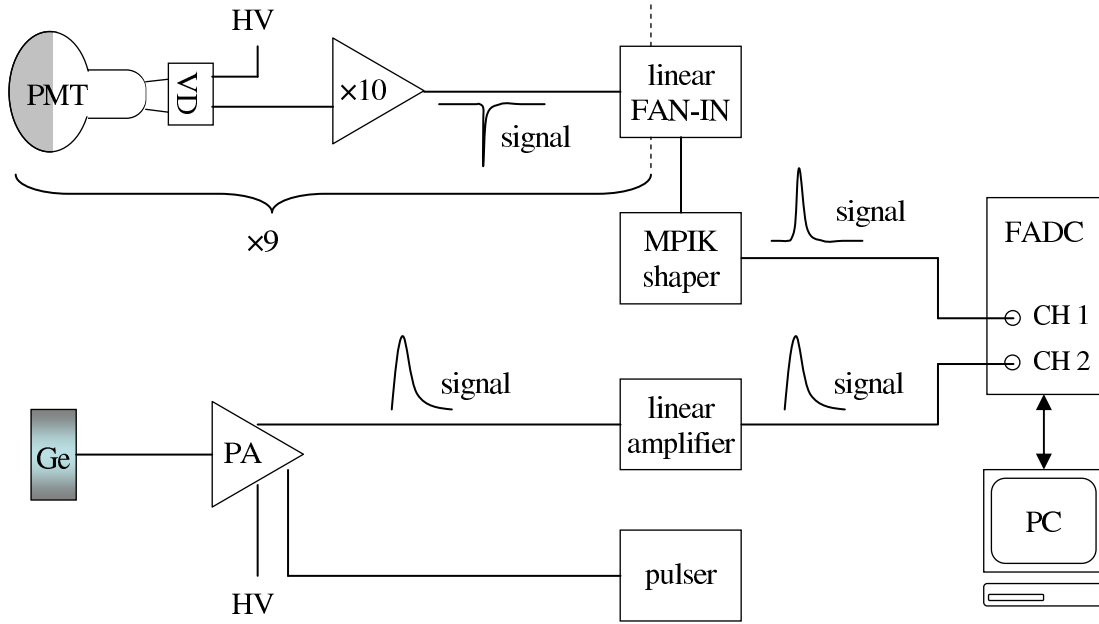 HV
PMT
VD
×10
signal
linear
FAN-IN
×9
MPIK
shaper
signal
FADC
CH 1
CH 2
signal
signal
linear
amplifier
Ge
PA
HV
pulser
PC